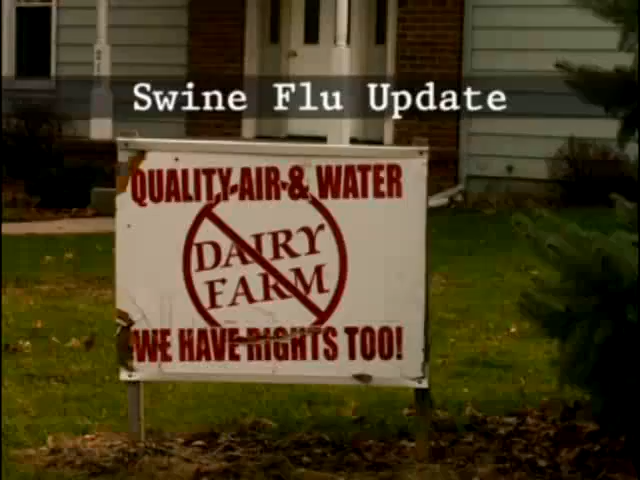 Swine Flu Update
QUALITY-AIR-& WATER
DAIRY
FARM
WE HAVE RIGHTS TOO!